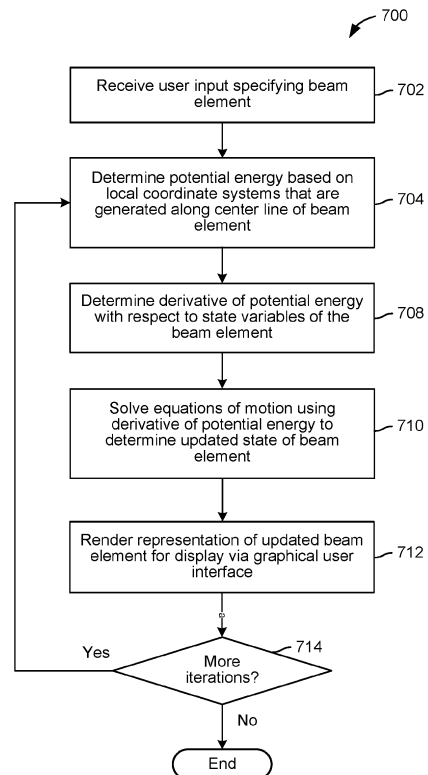 700
Receive user input specifying beam
element
702
Determine potential energy based on
local coordinate systems that are
generated along center line of beam
element
704
Determine derivative of potential energy
with respect to state variables of the
beam element
708
Solve equations of motion using
derivative of potential energy to
determine updated state of beam
element
710
Render representation of updated beam
element for display via graphical user
interface
712
Yes
More
iterations?
714
No
End